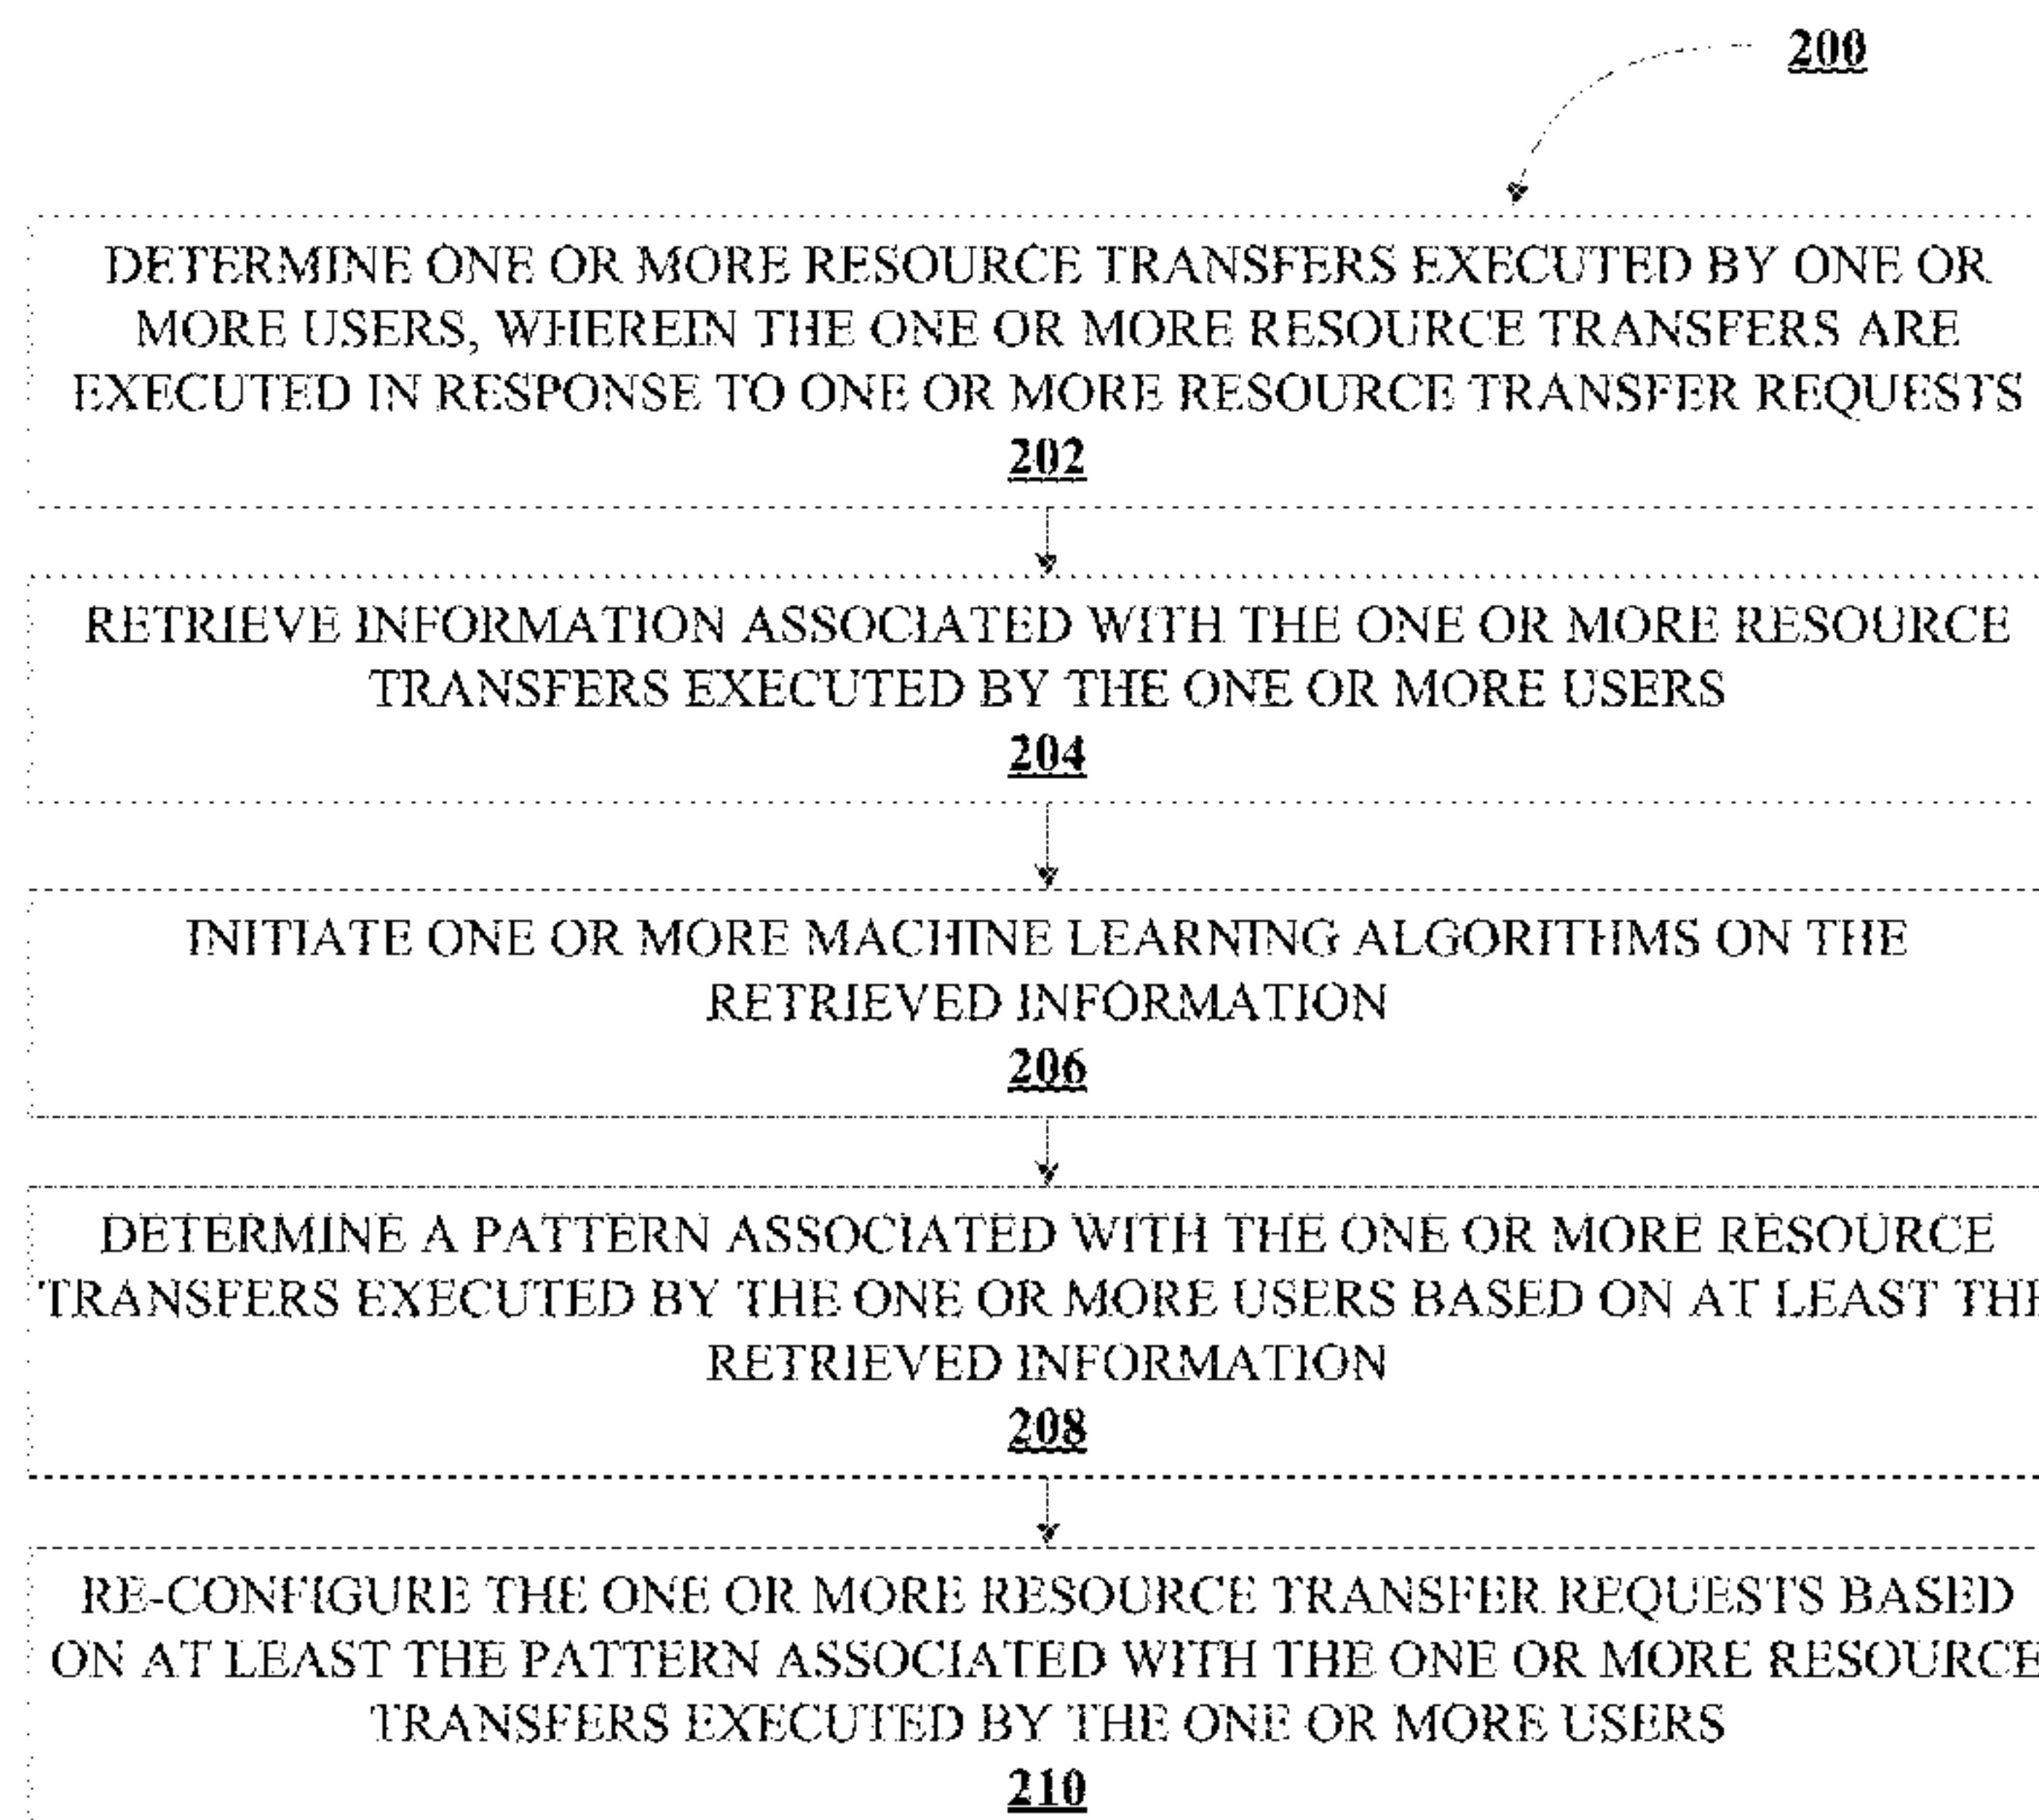 200
DETERMINE ONE OR MORE RESOURCE TRANSFERS EXECUTED BY ONE OR
MORE USERS, WHEREIN THE ONE OR MORE RESOURCE TRANSFERS ARE
EXECUTED IN RESPONSE TO ONE OR MORE RESOURCE TRANSFER REQUESTS
202
RETRIEVE INFORMATION ASSOCIATED WITH THE ONE OR MORE RESOURCE
TRANSFERS EXECUTED BY THE ONE OR MORE USERS
204
INITIATE ONE OR MORE MACHINE LEARNING ALGORITHMS ON THE
RETRIEVED INFORMATION
206
DETERMINE A PATTERN ASSOCIATED WITH THE ONE OR MORE RESOURCE
TRANSFERS EXECUTED BY THE ONE OR MORE USERS BASED ON AT LEAST THE
RETRIEVED INFORMATION
208
RE-CONFIGURE THE ONE OR MORE RESOURCE TRANSFER REQUESTS BASED
ON AT LEAST THE PATTERN ASSOCIATED WITH THE ONE OR MORE RESOURCE
TRANSFERS EXECUTED BY THE ONE OR MORE USERS
210